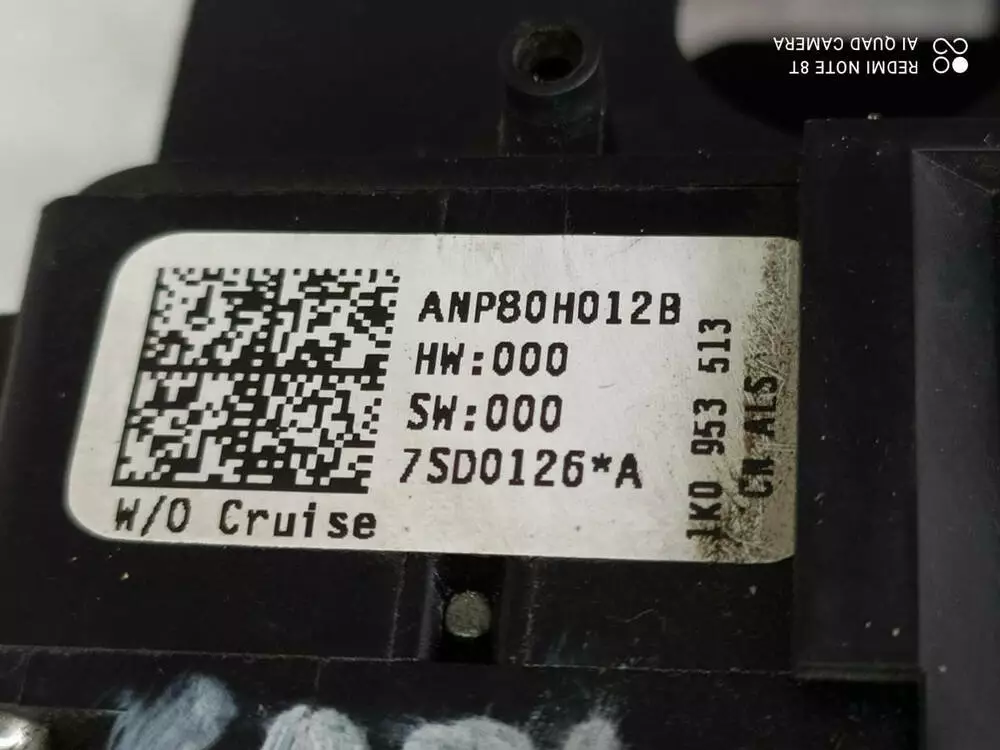 ANP80H012B
HW:000
SW:000
7SD0126*A
W/O Cruise
1K0 953 513
CN ALS
REDMI NOTE 8T
AI QUAD CAMERA